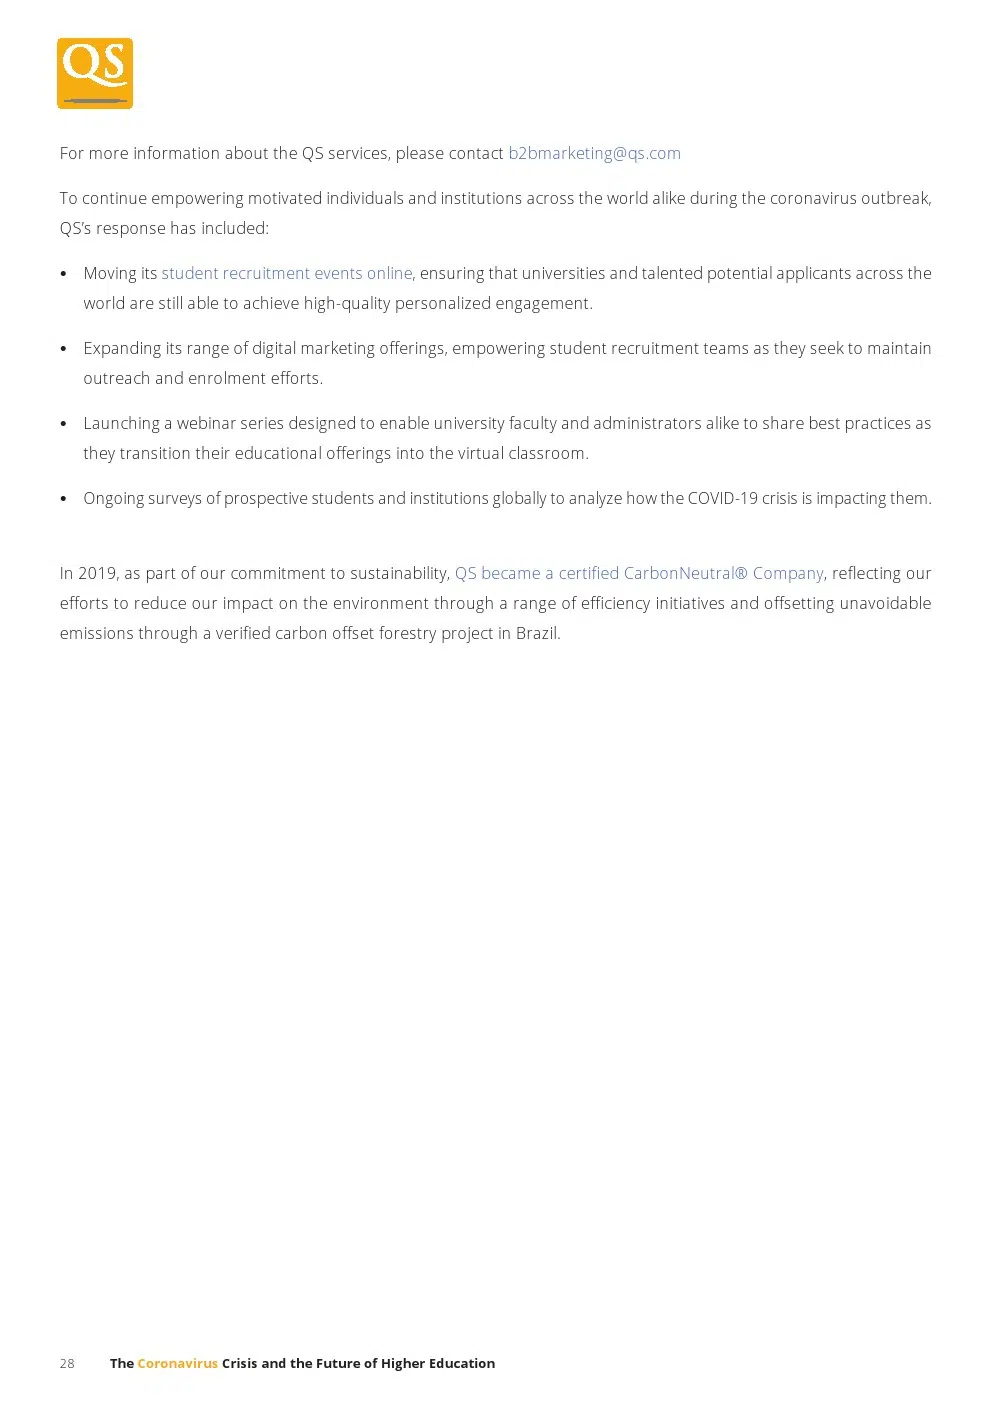 QS
For more information about the QS services, please contact b2bmarketing@qs.com
To continue empowering motivated individuals and institutions across the world alike during the coronavirus outbreak,
QS’s response has included:
• Moving its student recruitment events online, ensuring that universities and talented potential applicants across the
world are still able to achieve high-quality personalized engagement.
• Expanding its range of digital marketing offerings, empowering student recruitment teams as they seek to maintain
outreach and enrolment efforts.
• Launching a webinar series designed to enable university faculty and administrators alike to share best practices as
they transition their educational offerings into the virtual classroom.
• Ongoing surveys of prospective students and institutions globally to analyze how the COVID-19 crisis is impacting them.
In 2019, as part of our commitment to sustainability, QS became a certified CarbonNeutral® Company, reflecting our
efforts to reduce our impact on the environment through a range of efficiency initiatives and offsetting unavoidable
emissions through a verified carbon offset forestry project in Brazil.
28 The Coronavirus Crisis and the Future of Higher Education